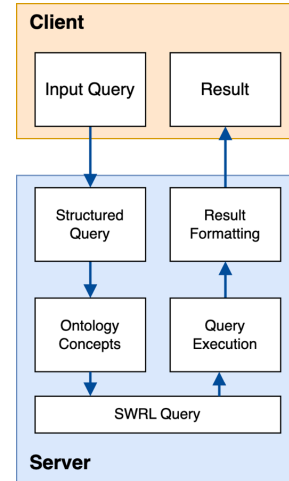 Client
Input Query
Result
Structured
Query
Result
Formatting
Ontology
Concepts
Query
Execution
SWRL Query
Server